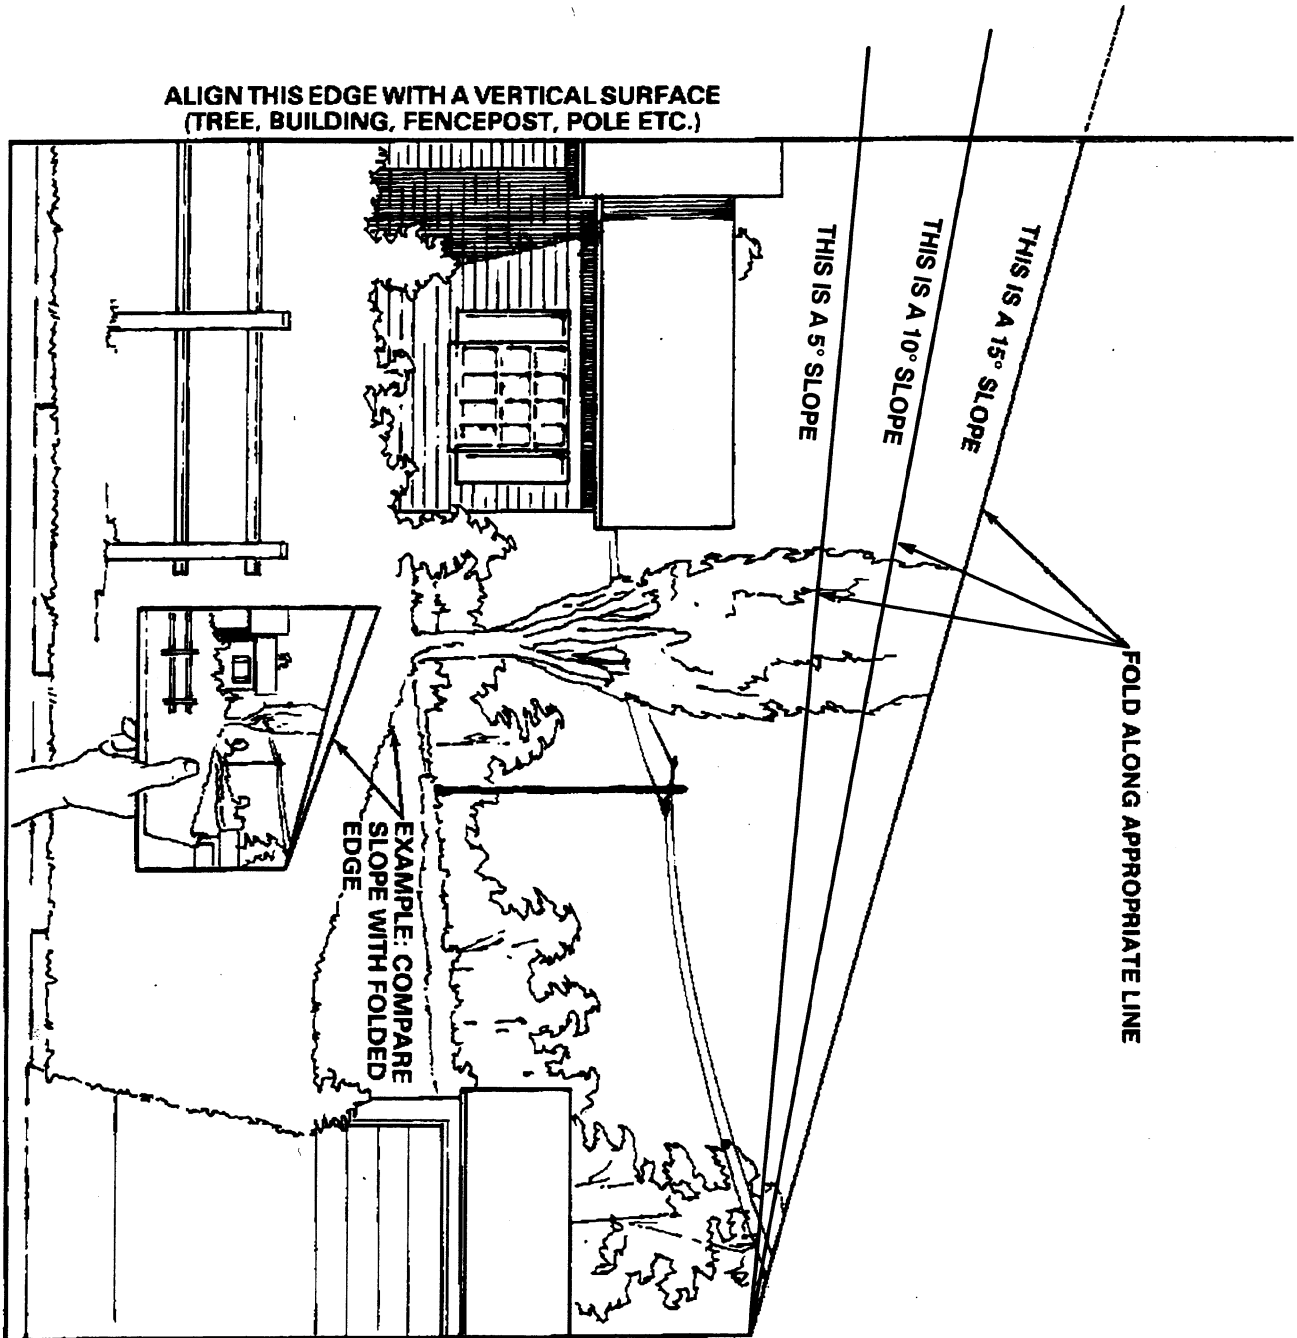 ALIGN THIS EDGE WITH A VERTICAL SURFACE
(TREE, BUILDING, FENCEPOST, POLE ETC.)
THIS IS A 15° SLOPE
THIS IS A 10° SLOPE
THIS IS A 5° SLOPE
FOLD ALONG APPROPRIATE LINE
EXAMPLE: COMPARE
SLOPE WITH FOLDED
EDGE